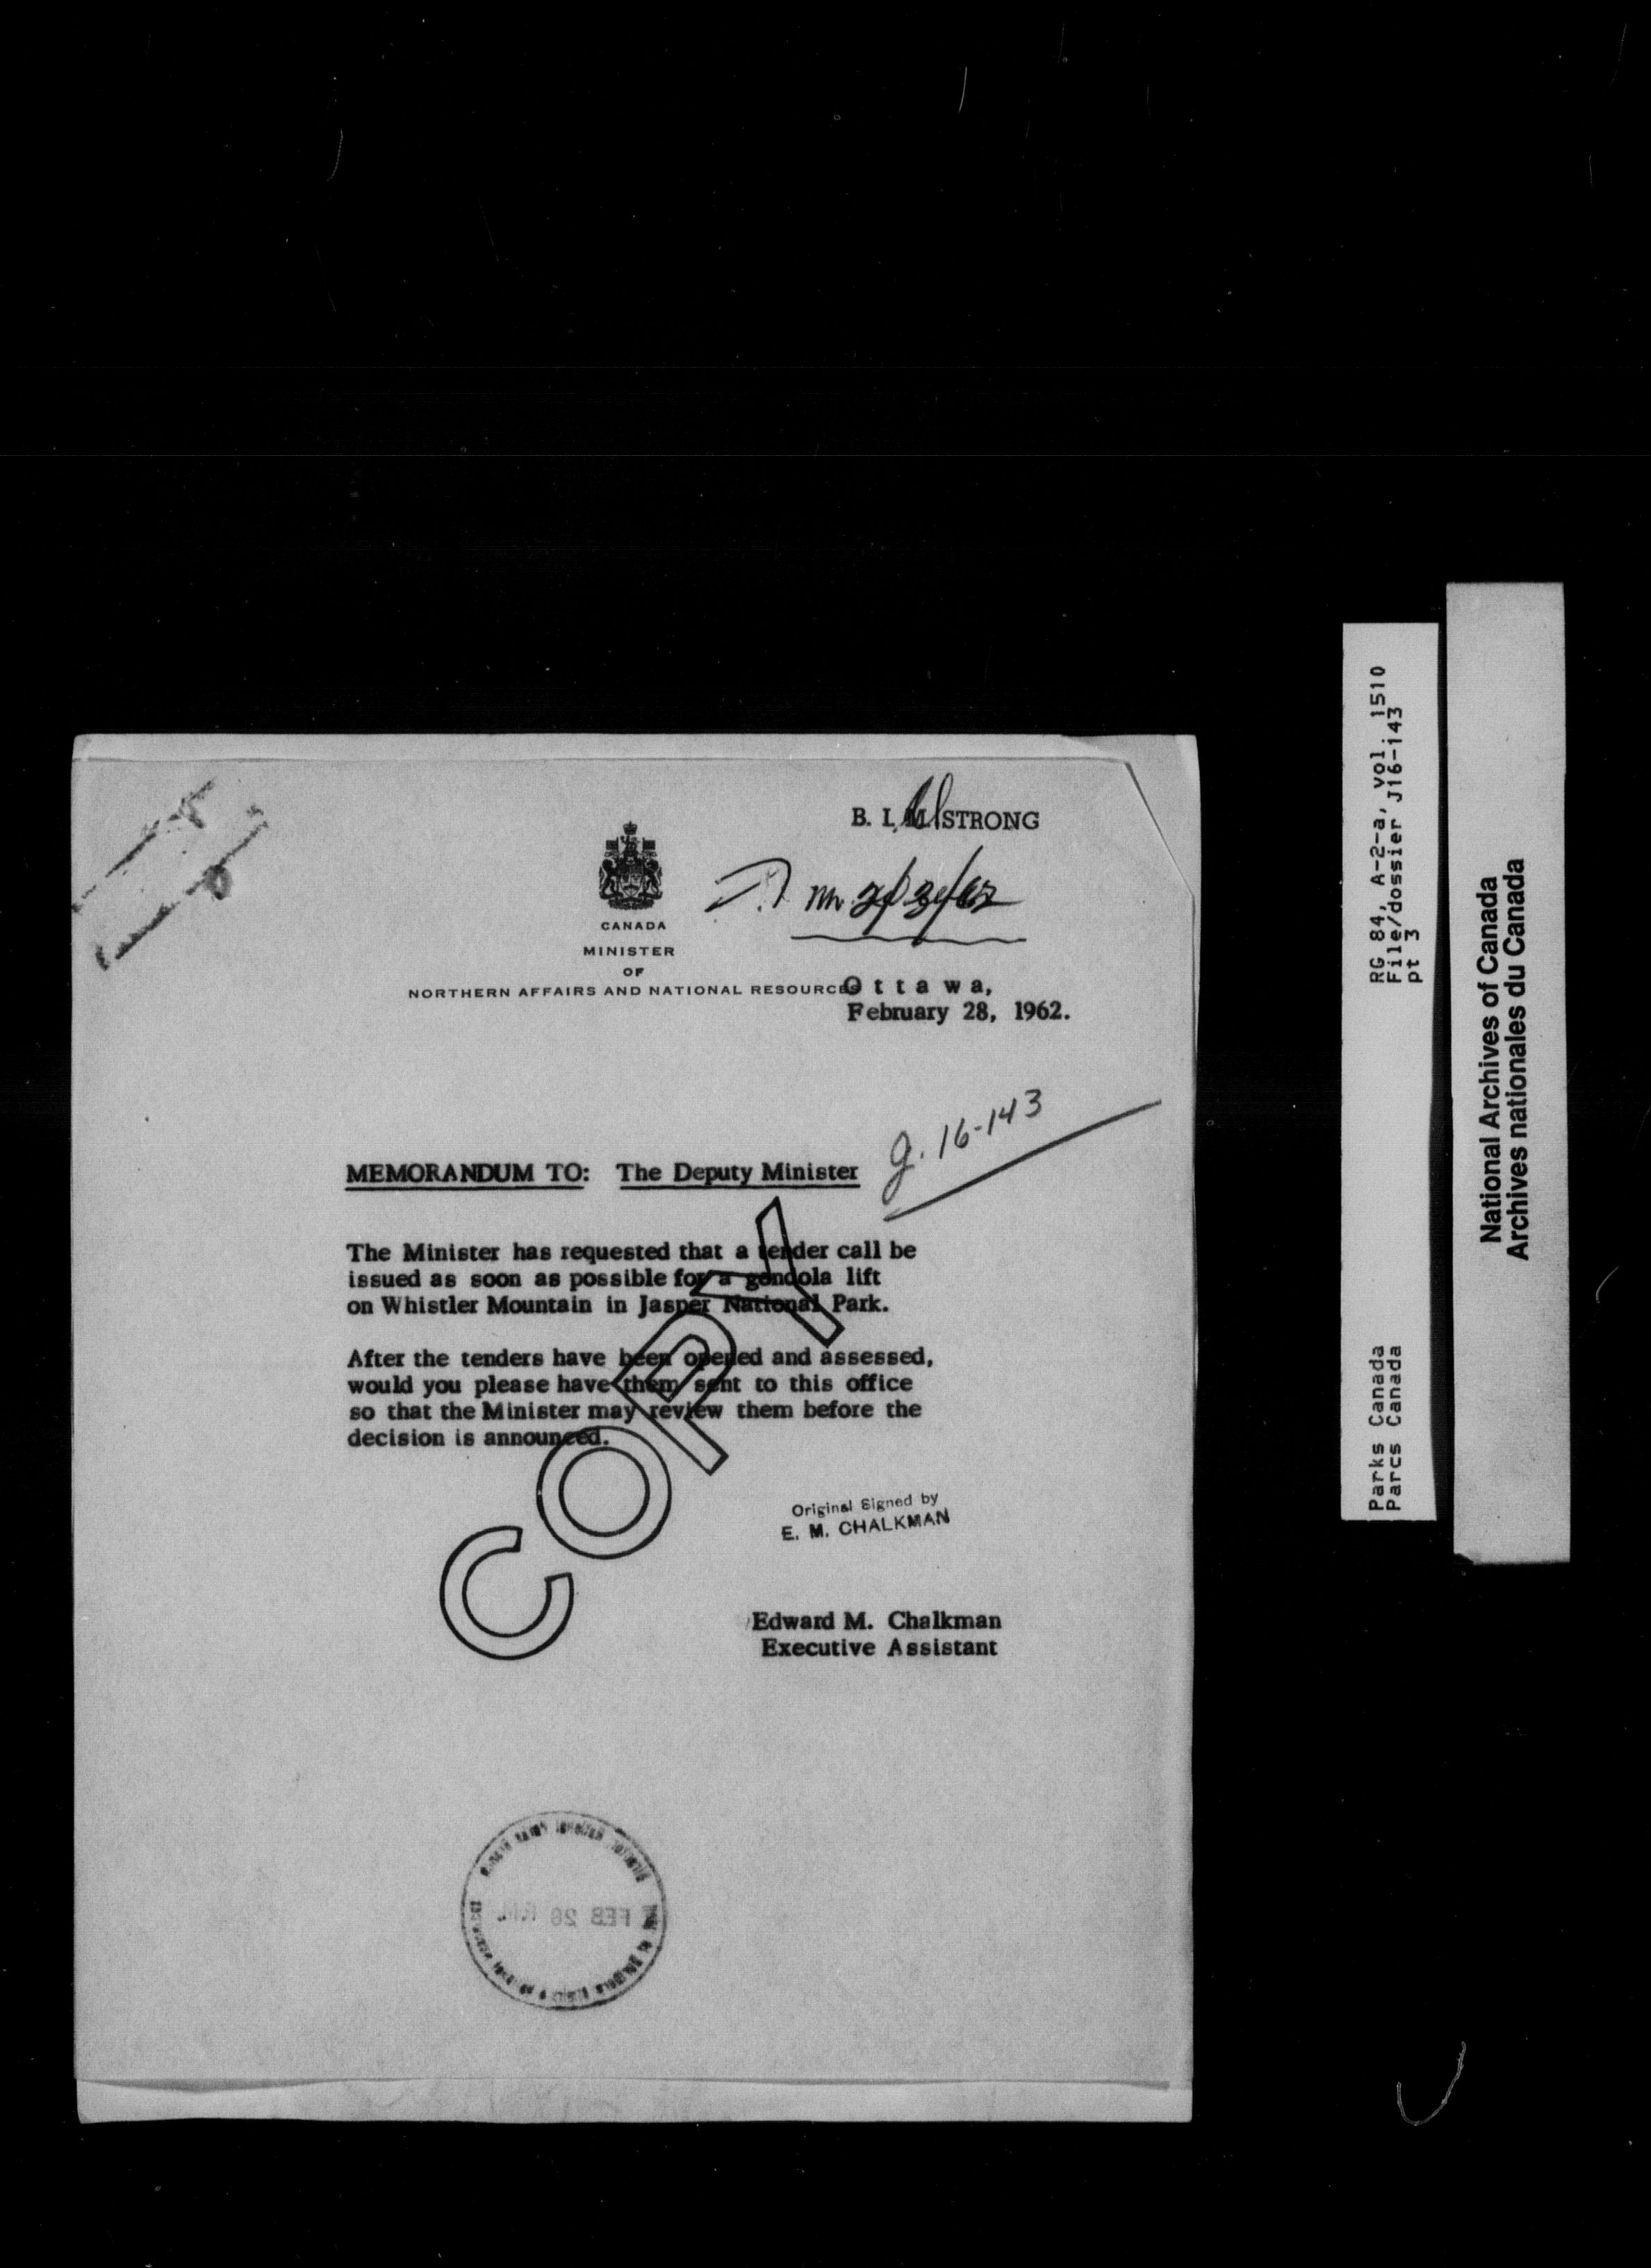 B. I. M. STRONG
CANADA
MINISTER
OF
NORTHERN AFFAIRS AND NATIONAL RESOURCES
Ottawa,
February 28, 1962.
J. 16-143
MEMORANDUM TO: The Deputy Minister
The Minister has requested that a tender call be
issued as soon as possible for a gondola lift
on Whistler Mountain in Jasper National Park.
After the tenders have been opened and assessed,
would you please have them sent to this office
so that the Minister may review them before the
decision is announced.
COPY
Original Signed by
E. M. CHALKMAN
Edward M. Chalkman
Executive Assistant
RG 84, A-2-a, vol. 1510
File/dossier J16-143
pt 3
Parks Canada
Parcs Canada
National Archives of Canada
Archives nationales du Canada